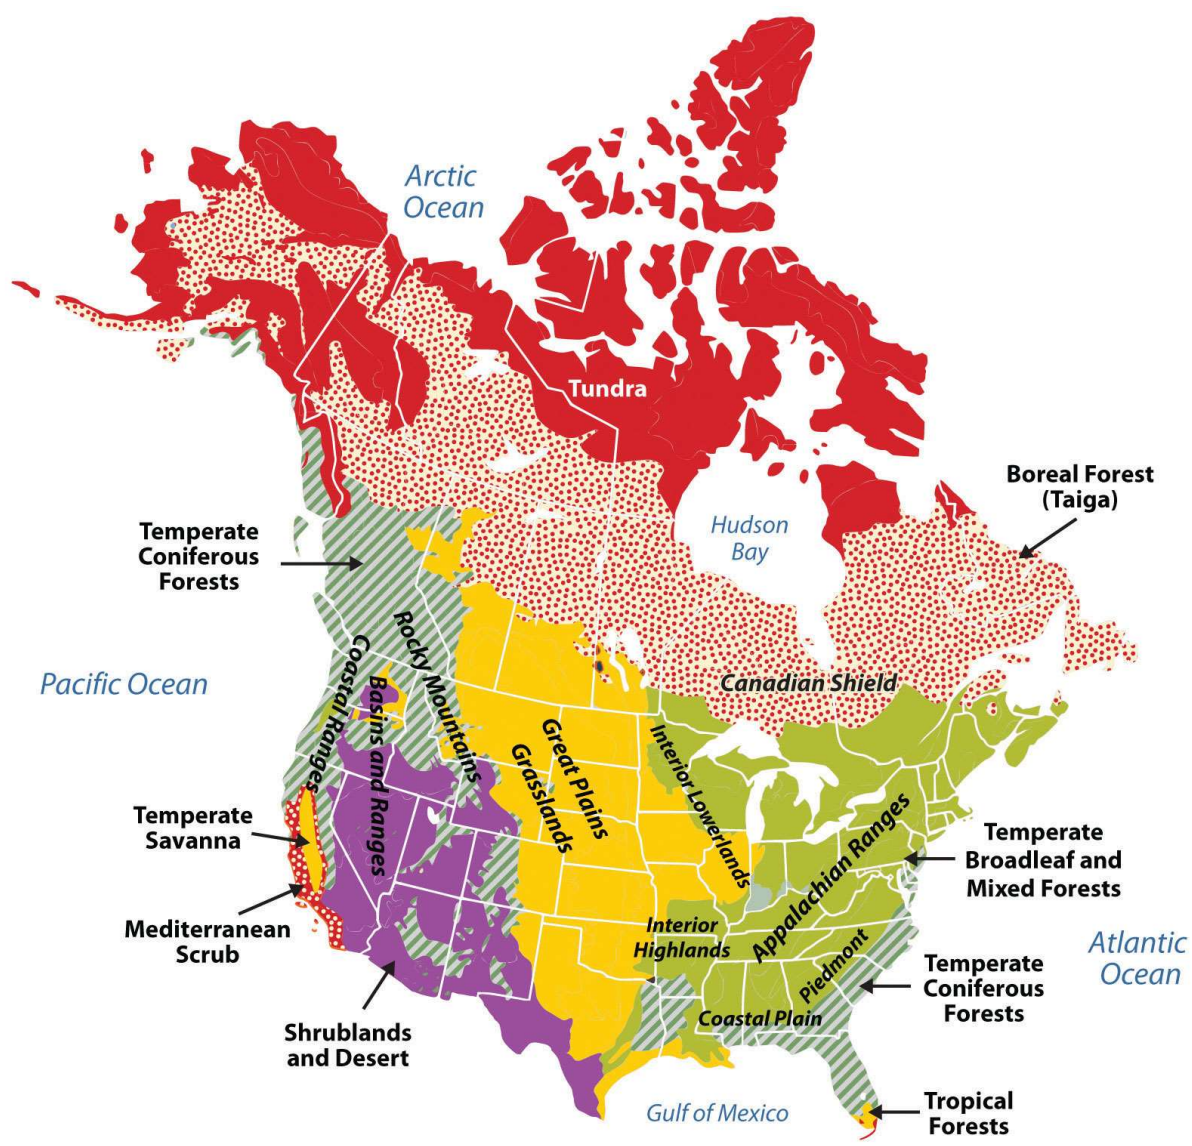 Arctic
Ocean
Tundra
Boreal Forest
(Taiga)
Hudson
Bay
Temperate
Coniferous
Forests
Rocky Mountains
Coastal Ranges
Basins and Ranges
Pacific Ocean
Canadian Shield
Great Plains
Grasslands
Interior Lowerlands
Temperate
Savanna
Appalachian Ranges
Temperate
Broadleaf and
Mixed Forests
Mediterranean
Scrub
Interior
Highlands
Piedmont
Atlantic
Ocean
Temperate
Coniferous
Forests
Coastal Plain
Shrublands
and Desert
Gulf of Mexico
Tropical
Forests